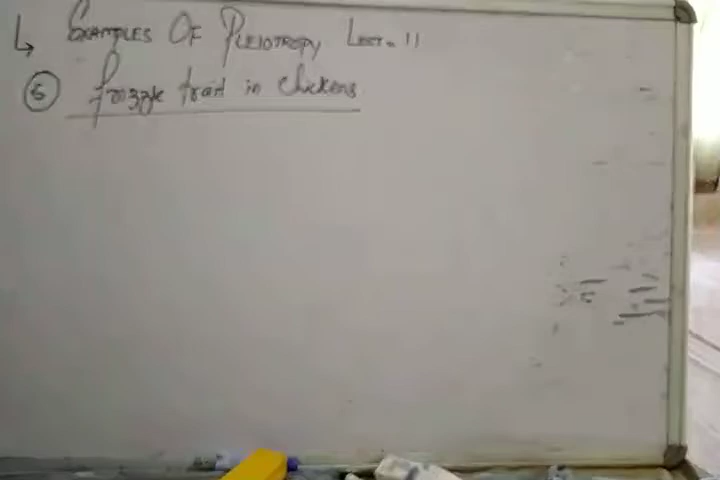 ↳ EXAMPLES OF PLEIOTROPY LECT-11
⑤ frizzle trait in chickens